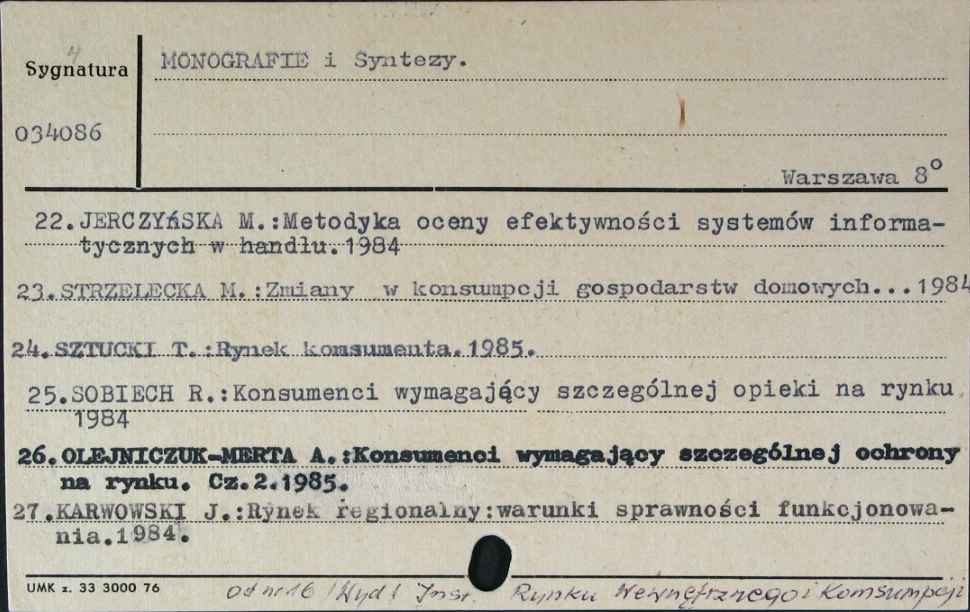 4
Sygnatura
MONOGRAFIE i Syntezy.
034086
Warszawa 8°
22.JERCZYńSKA M.:Metodyka oceny efektywności systemów informa-
tycznych w handlu.1984
23.STRZELECKA M.:Zmiany w konsumpcji gospodarstw domowych...1984
24.SZTUCKI T.:Rynek komsumenta.1985.
25.SOBIECH R.:Konsumenci wymagający szczególnej opieki na rynku.
1984
26.OLEJNICZUK-MERTA A.:Konsumenci wymagający szczególnej ochrony
na rynku. Cz.2.1985.
27.KARWOWSKI J.:Rynek regionalny:warunki sprawności funkcjonowa-
nia.1984.
UMK z. 33 3000 76
Od nr 16 /Wyd/ Inst. Rynku Wewnętrznego i Komsumpcji